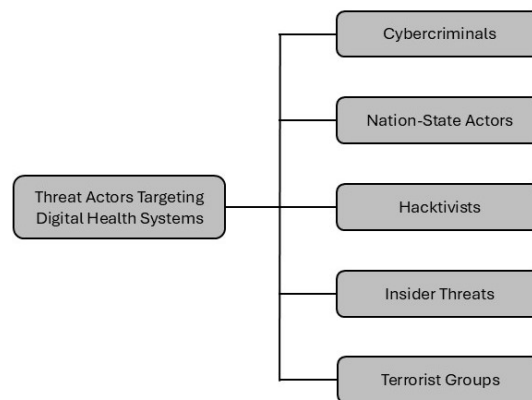 Cybercriminals
Nation-State Actors
Threat Actors Targeting
Digital Health Systems
Hacktivists
Insider Threats
Terrorist Groups